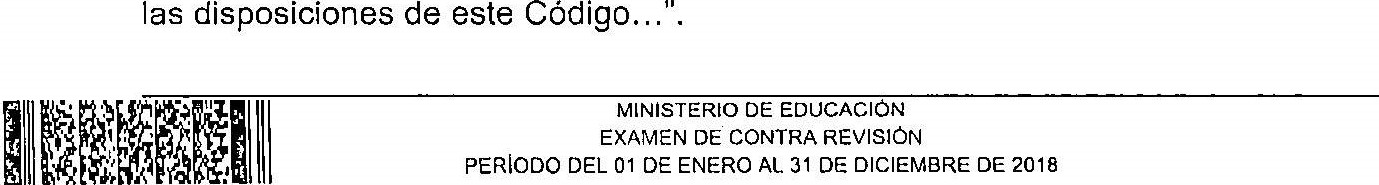 las disposiciones de este Código...".
MINISTERIO DE EDUCACIÓN
EXAMEN DE CONTRA REVISIÓN
PERÍODO DEL 01 DE ENERO AL 31 DE DICIEMBRE DE 2018